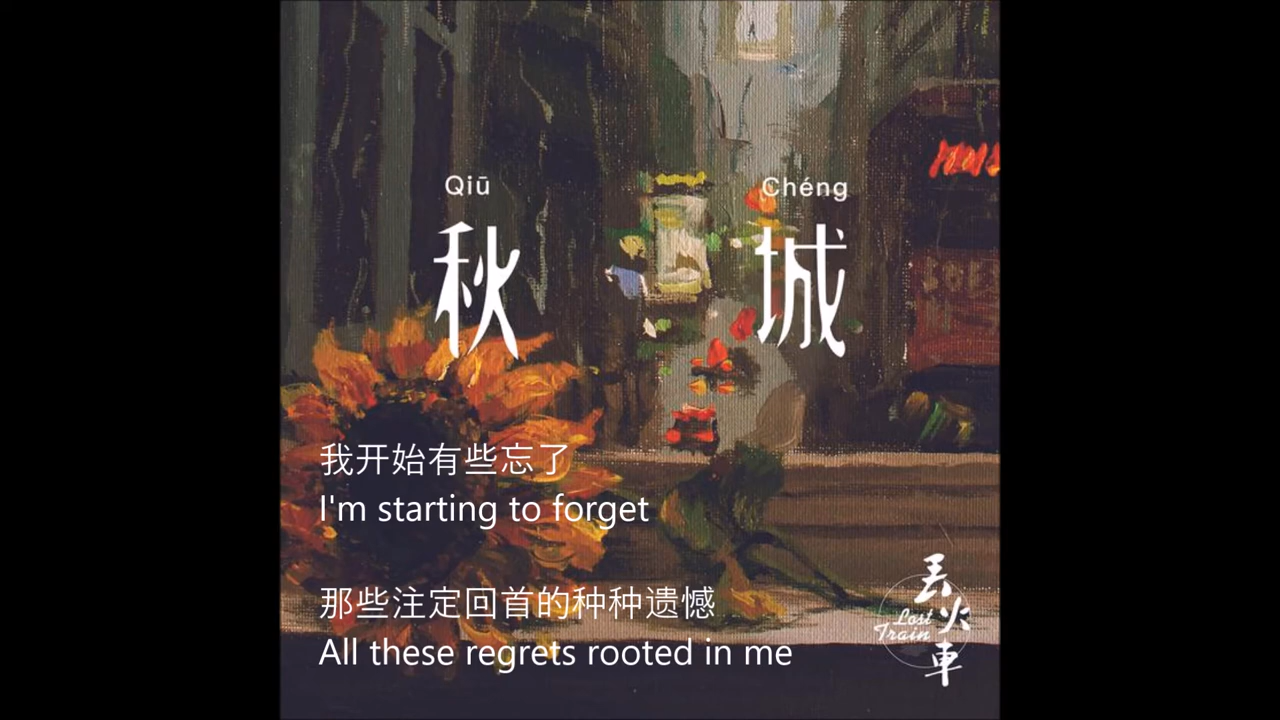 Qiū Chéng
秋 城
我开始有些忘了
I'm starting to forget
那些注定回首的种种遗憾
All these regrets rooted in me
丟火車
Lost
Train